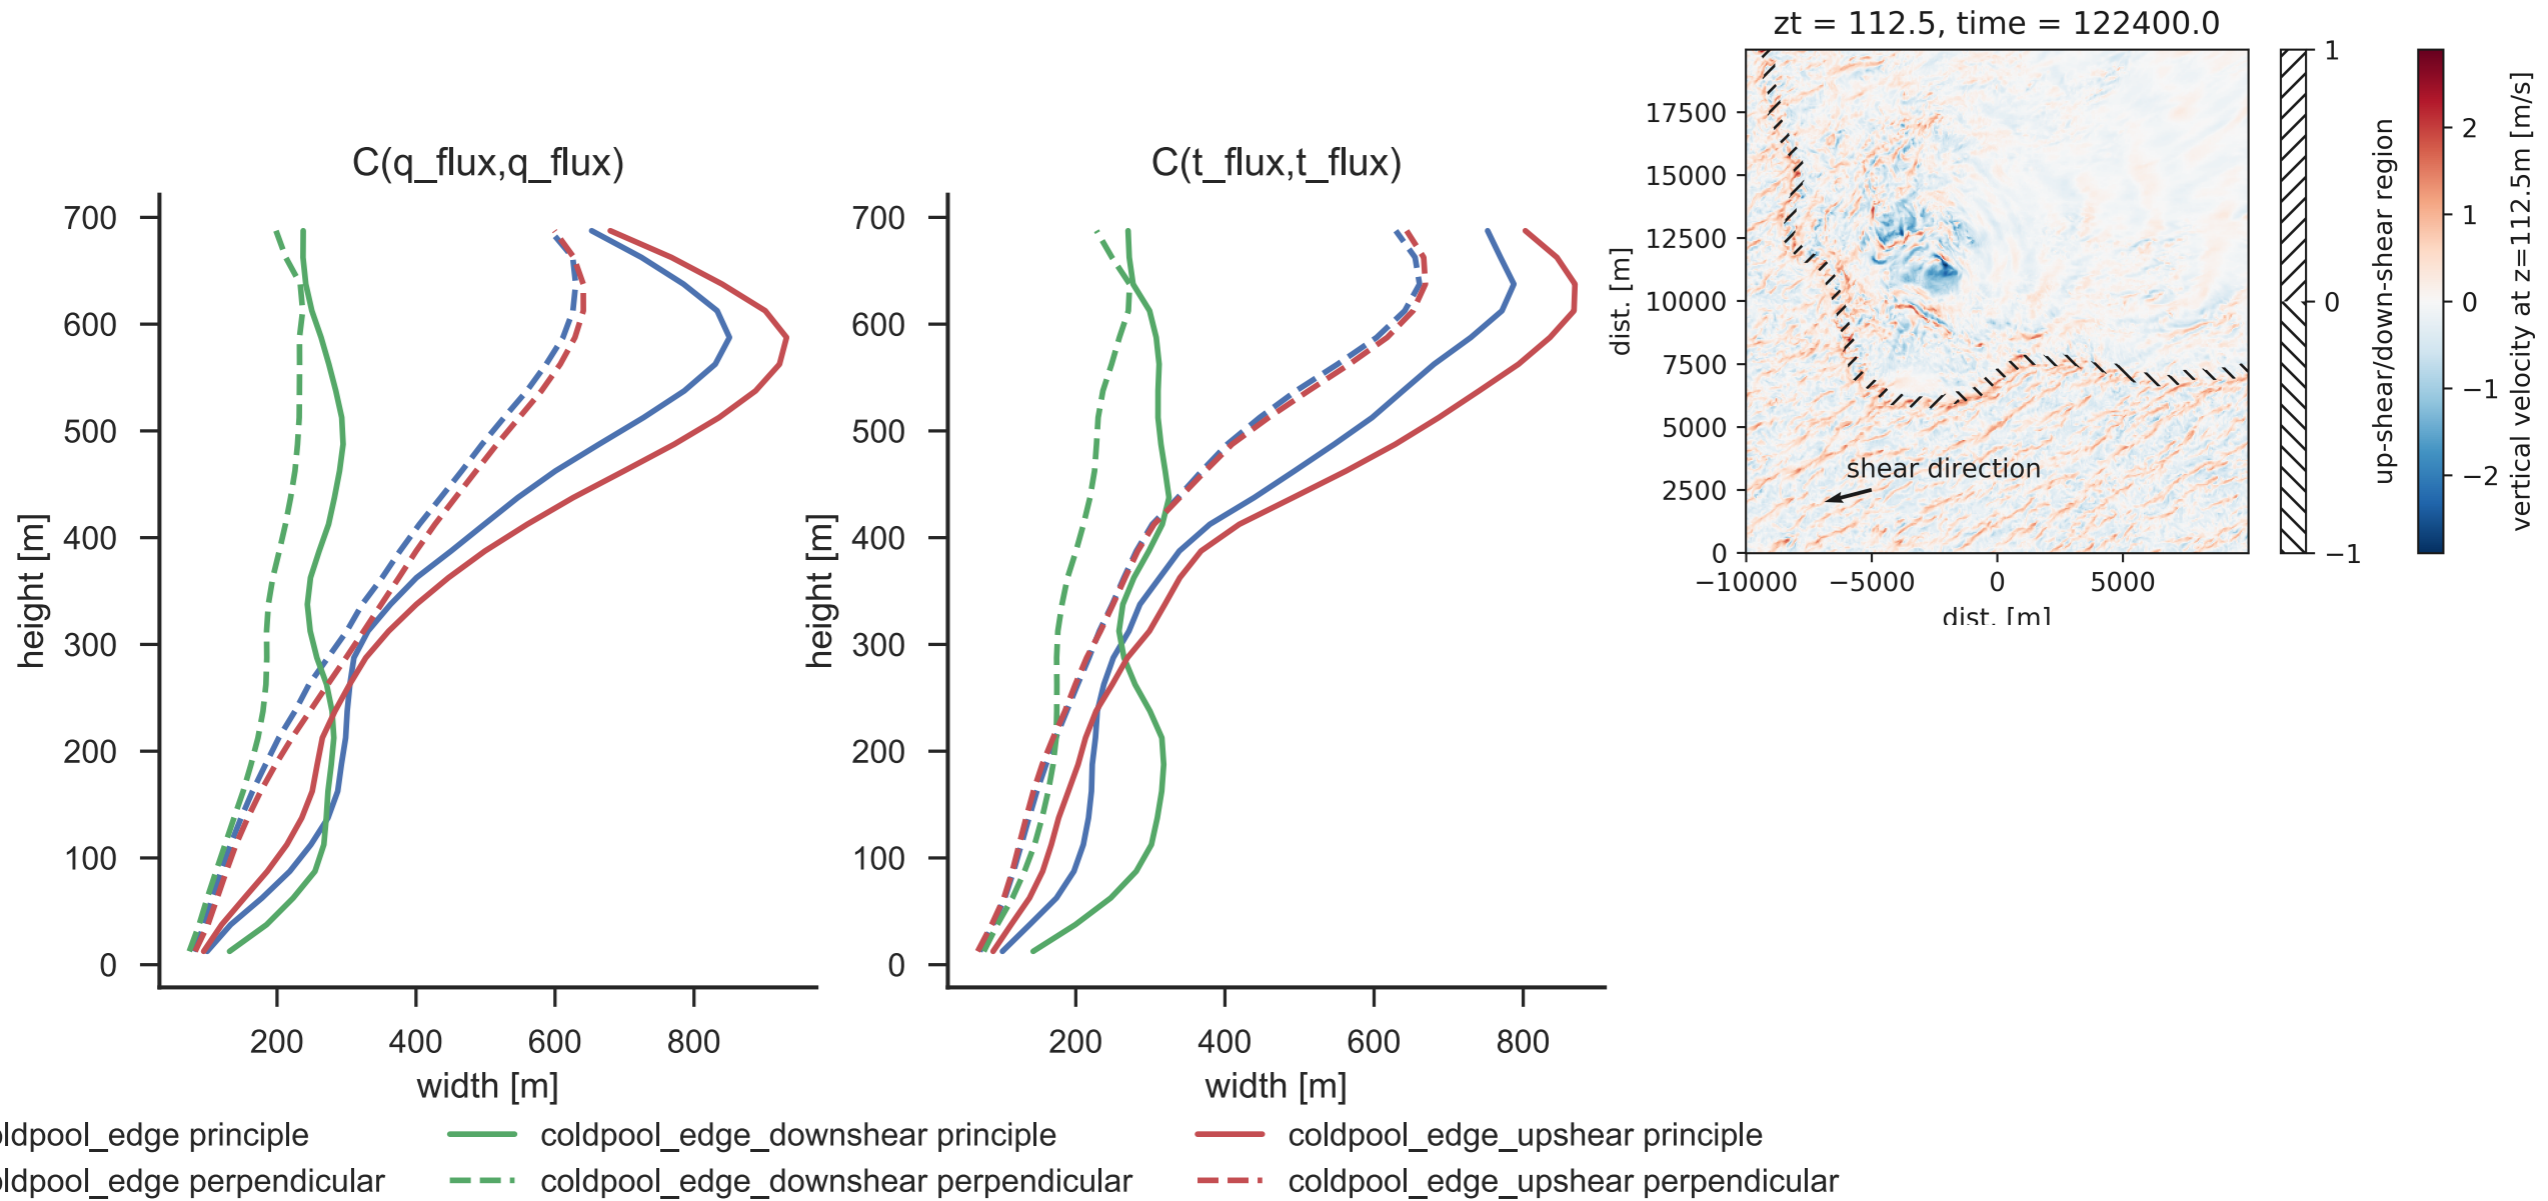 zt = 112.5, time = 122400.0
C(q_flux,q_flux)
700
600
500
400
300
200
100
0
height [m]
200 400 600 800
width [m]
C(t_flux,t_flux)
700
600
500
400
300
200
100
0
height [m]
200 400 600 800
width [m]
17500
15000
12500
10000
7500
5000
2500
0
dist. [m]
shear direction
−10000 −5000 0 5000
dist. [m]
1
0
−1
up-shear/down-shear region
2
1
0
−1
−2
vertical velocity at z=112.5m [m/s]
oldpool_edge principle
coldpool_edge_downshear principle
coldpool_edge_upshear principle
oldpool_edge perpendicular
coldpool_edge_downshear perpendicular
coldpool_edge_upshear perpendicular